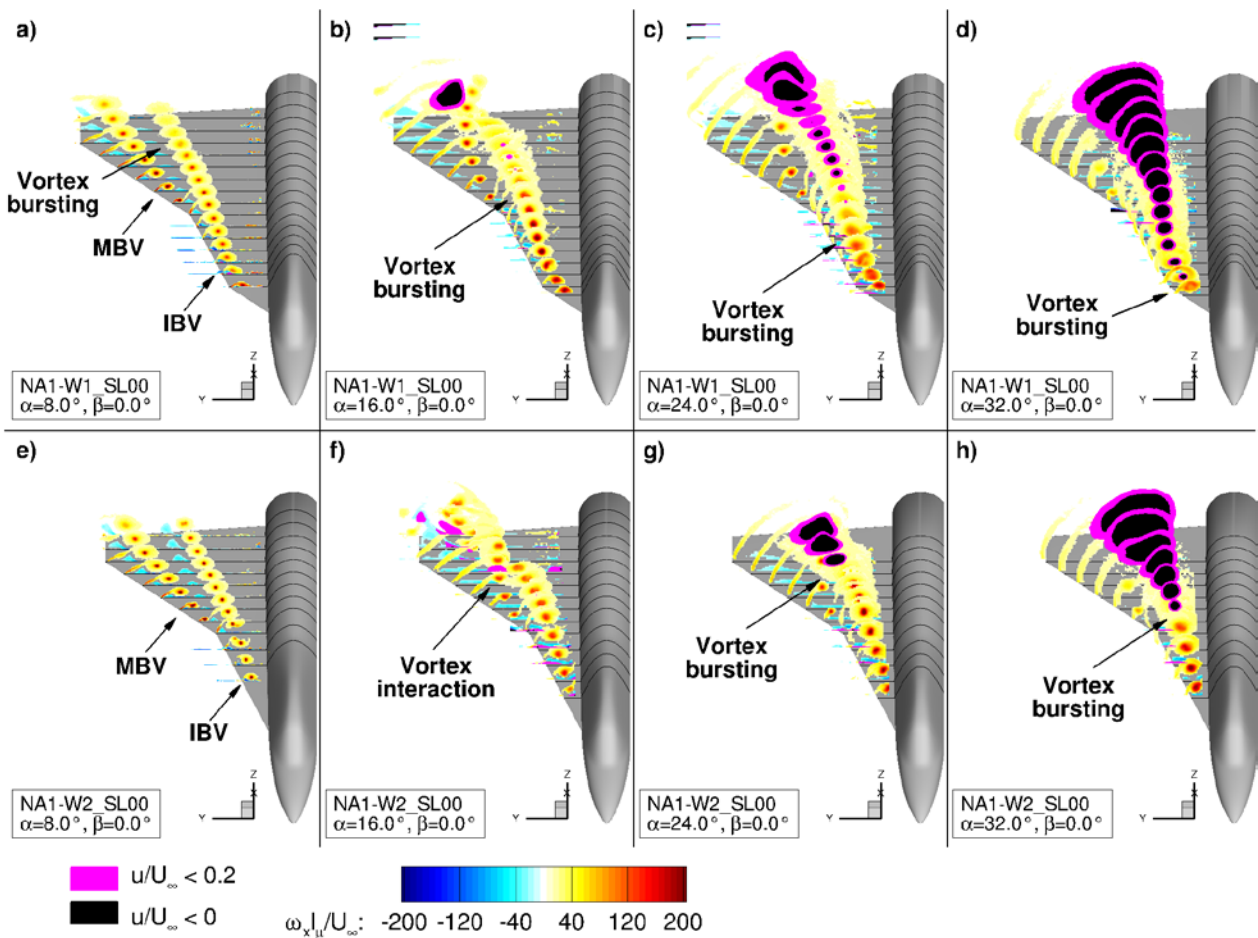 a)
Vortex
bursting
MBV
IBV
Z
X
Y
NA1-W1_SL00
α=8.0°, β=0.0°
b)
Vortex
bursting
Z
X
Y
NA1-W1_SL00
α=16.0°, β=0.0°
c)
Vortex
bursting
Z
X
Y
NA1-W1_SL00
α=24.0°, β=0.0°
d)
Vortex
bursting
Z
X
Y
NA1-W1_SL00
α=32.0°, β=0.0°
e)
MBV
IBV
Z
X
Y
NA1-W2_SL00
α=8.0°, β=0.0°
f)
Vortex
interaction
Z
X
Y
NA1-W2_SL00
α=16.0°, β=0.0°
g)
Vortex
bursting
Z
X
Y
NA1-W2_SL00
α=24.0°, β=0.0°
h)
Vortex
bursting
Z
X
Y
NA1-W2_SL00
α=32.0°, β=0.0°
u/U∞ < 0.2
u/U∞ < 0
ωₓlμ/U∞: -200 -120 -40 40 120 200